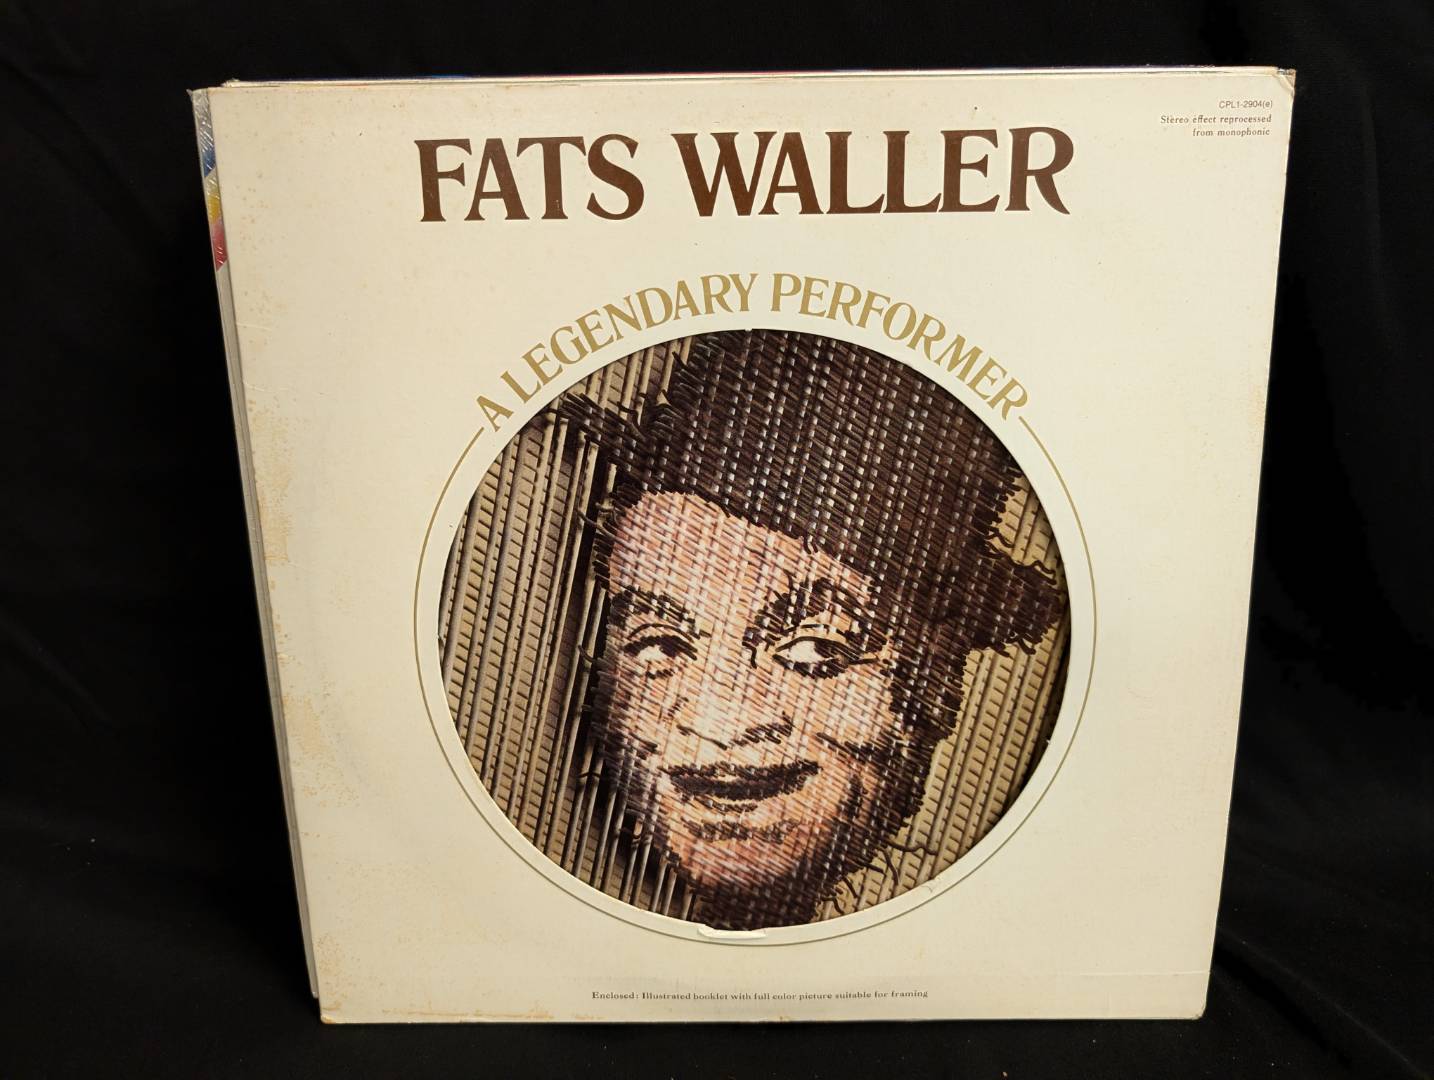 CPL1-2904(e)
Stereo effect reprocessed
from monophonic
FATS WALLER
A LEGENDARY PERFORMER
Enclosed: Illustrated booklet with full color picture suitable for framing